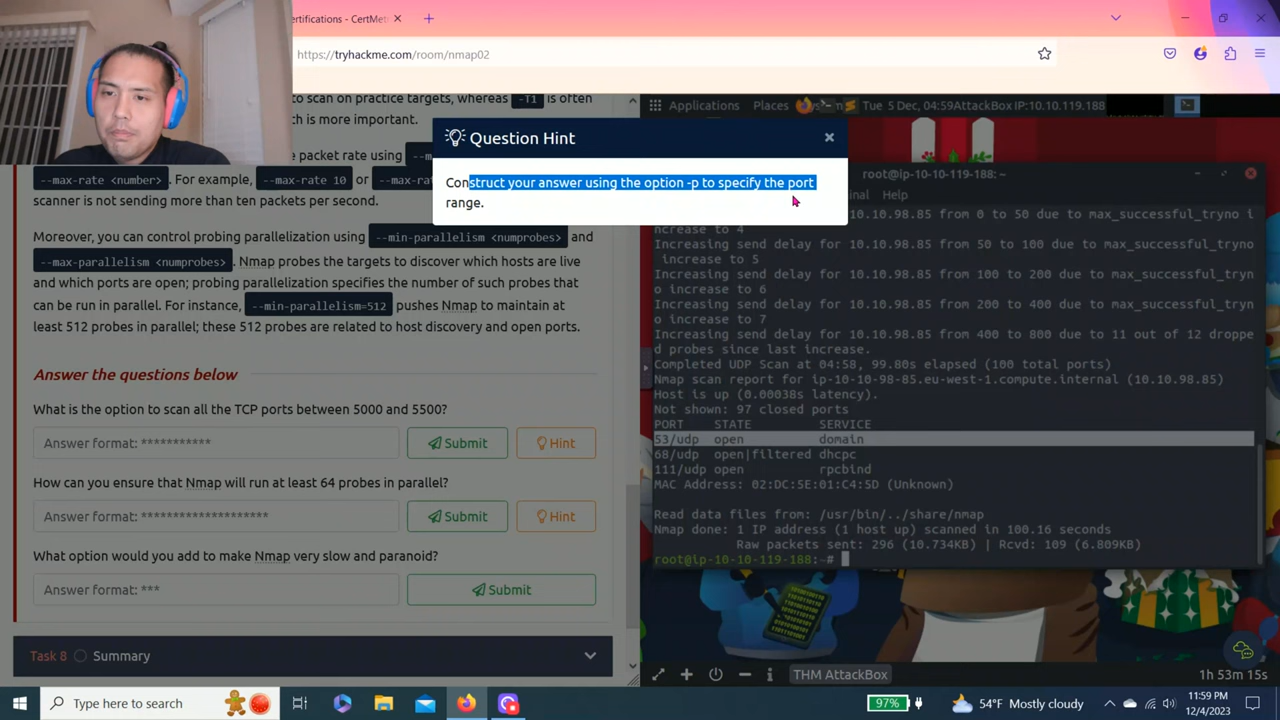 ertifications - CertMet
https://tryhackme.com/room/nmap02
to scan on practice targets, whereas -T1 is often
ch is more important.
e packet rate using --m
--max-rate <number>. For example, --max-rate 10 or --max-ra
scanner is not sending more than ten packets per second.
Moreover, you can control probing parallelization using --min-parallelism <numprobes> and
--max-parallelism <numprobes>. Nmap probes the targets to discover which hosts are live
and which ports are open; probing parallelization specifies the number of such probes that
can be run in parallel. For instance, --min-parallelism=512 pushes Nmap to maintain at
least 512 probes in parallel; these 512 probes are related to host discovery and open ports.
Answer the questions below
What is the option to scan all the TCP ports between 5000 and 5500?
Answer format: ***********
Submit
Hint
How can you ensure that Nmap will run at least 64 probes in parallel?
Answer format: ********************
Submit
Hint
What option would you add to make Nmap very slow and paranoid?
Answer format: ***
Submit
Task 8 Summary
Question Hint
Construct your answer using the option -p to specify the port
range.
Applications Places System Tue 5 Dec, 04:59 AttackBox IP:10.10.119.188
root@ip-10-10-119-188: ~
nal Help
10.10.98.85 from 0 to 50 due to max_successful_tryno i
ncrease to 4
Increasing send delay for 10.10.98.85 from 50 to 100 due to max_successful_tryno
increase to 5
Increasing send delay for 10.10.98.85 from 100 to 200 due to max_successful_tryn
o increase to 6
Increasing send delay for 10.10.98.85 from 200 to 400 due to max_successful_tryn
o increase to 7
Increasing send delay for 10.10.98.85 from 400 to 800 due to 11 out of 12 droppe
d probes since last increase.
Completed UDP Scan at 04:58, 99.80s elapsed (100 total ports)
Nmap scan report for ip-10-10-98-85.eu-west-1.compute.internal (10.10.98.85)
Host is up (0.00038s latency).
Not shown: 97 closed ports
PORT STATE SERVICE
53/udp open domain
68/udp open|filtered dhcpc
111/udp open rpcbind
MAC Address: 02:DC:5E:01:C4:5D (Unknown)
Read data files from: /usr/bin/../share/nmap
Nmap done: 1 IP address (1 host up) scanned in 100.16 seconds
Raw packets sent: 296 (10.734KB) | Rcvd: 109 (6.809KB)
root@ip-10-10-119-188:~#
THM AttackBox
1h 53m 15s
Type here to search
97%
54°F Mostly cloudy
11:59 PM
12/4/2023